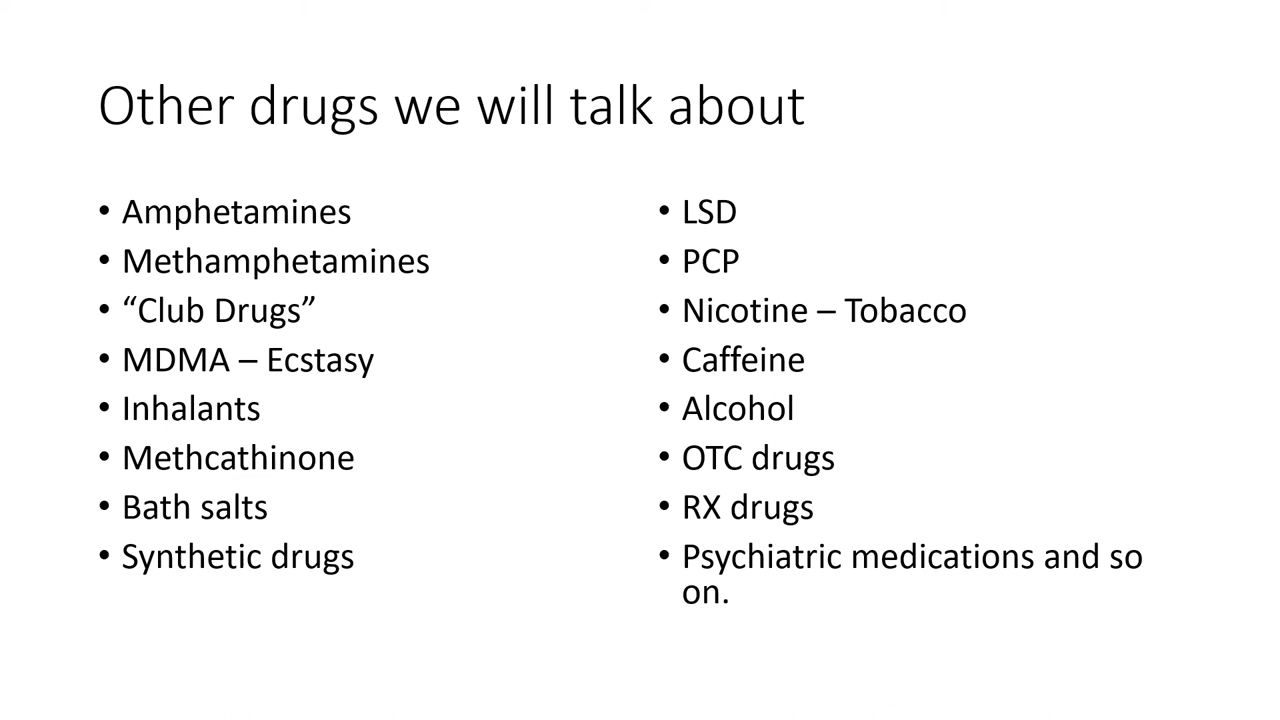 Other drugs we will talk about
• Amphetamines
• Methamphetamines
• “Club Drugs”
• MDMA – Ecstasy
• Inhalants
• Methcathinone
• Bath salts
• Synthetic drugs
• LSD
• PCP
• Nicotine – Tobacco
• Caffeine
• Alcohol
• OTC drugs
• RX drugs
• Psychiatric medications and so
on.